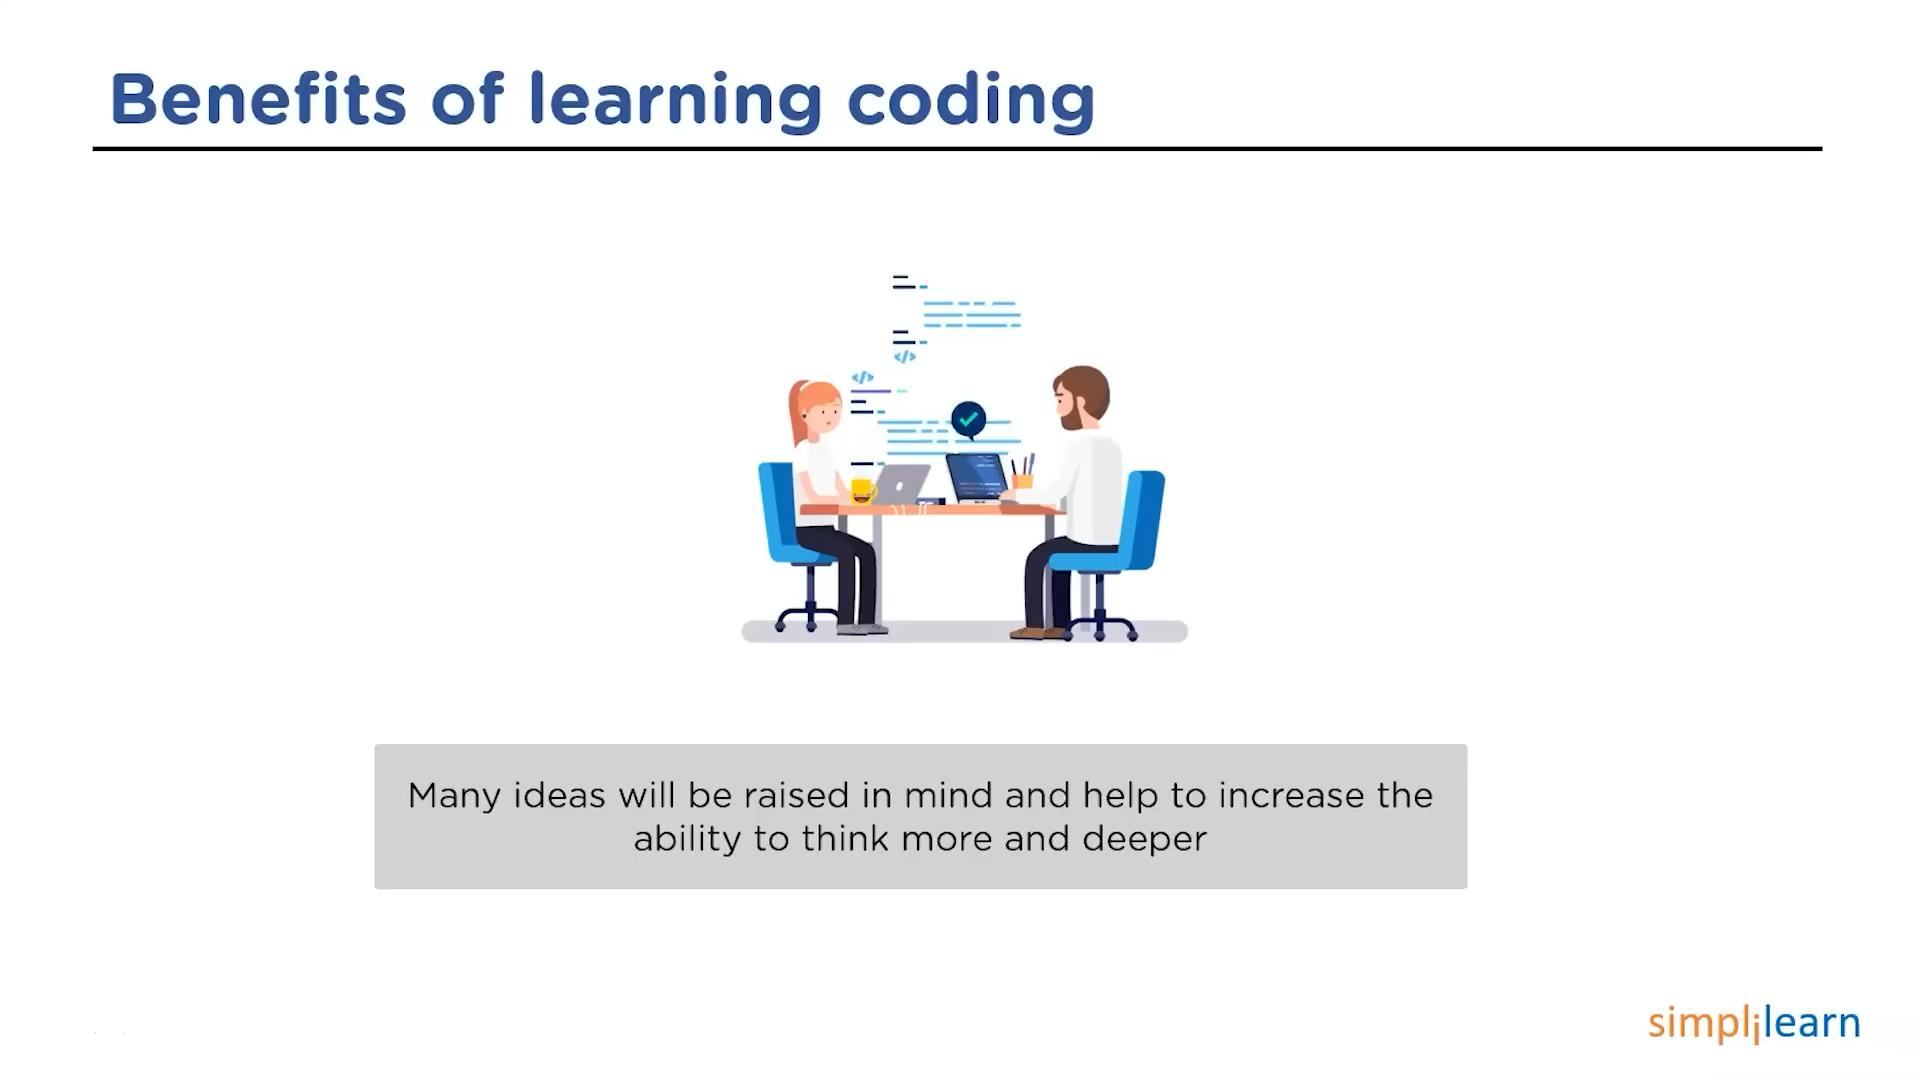 Benefits of learning coding
</>
</>
Many ideas will be raised in mind and help to increase the
ability to think more and deeper
simplilearn